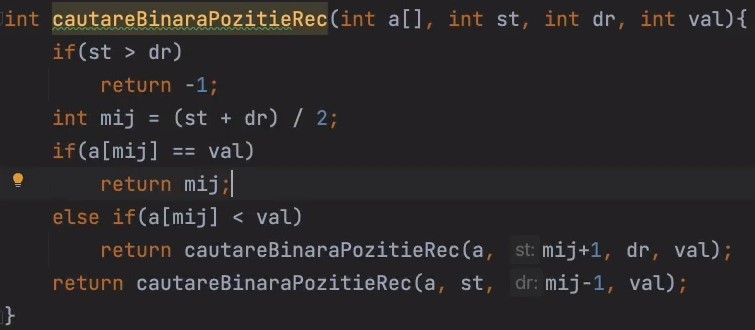 int cautareBinaraPozitieRec(int a[], int st, int dr, int val){
    if(st > dr)
        return -1;
    int mij = (st + dr) / 2;
    if(a[mij] == val)
        return mij;
    else if(a[mij] < val)
        return cautareBinaraPozitieRec(a, st: mij+1, dr, val);
    return cautareBinaraPozitieRec(a, st, dr: mij-1, val);
}